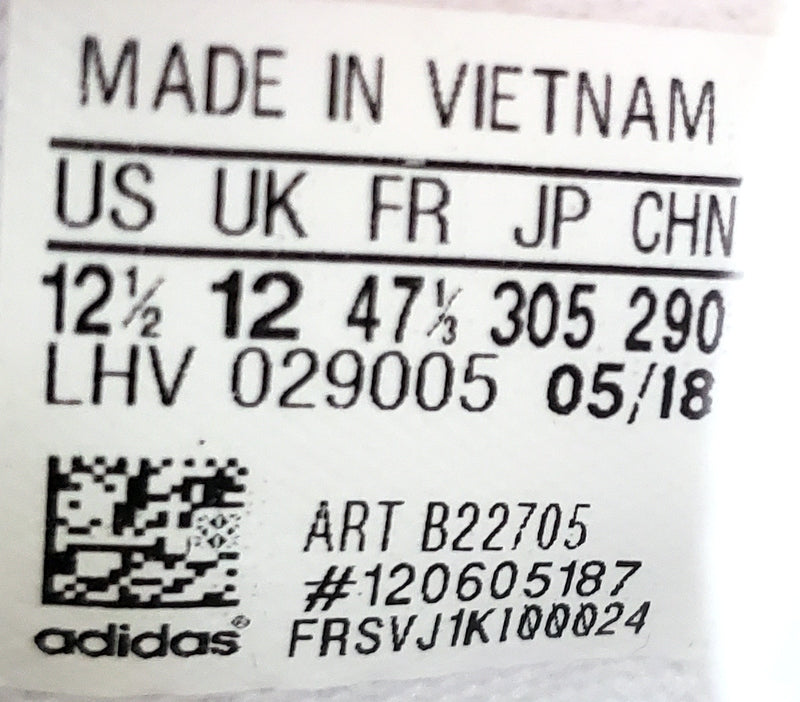 MADE IN VIETNAM
US UK FR JP CHN
12½ 12 47⅓ 305 290
LHV 029005 05/18
ART B22705
#120605187
adidas® FRSVJ1KI00024